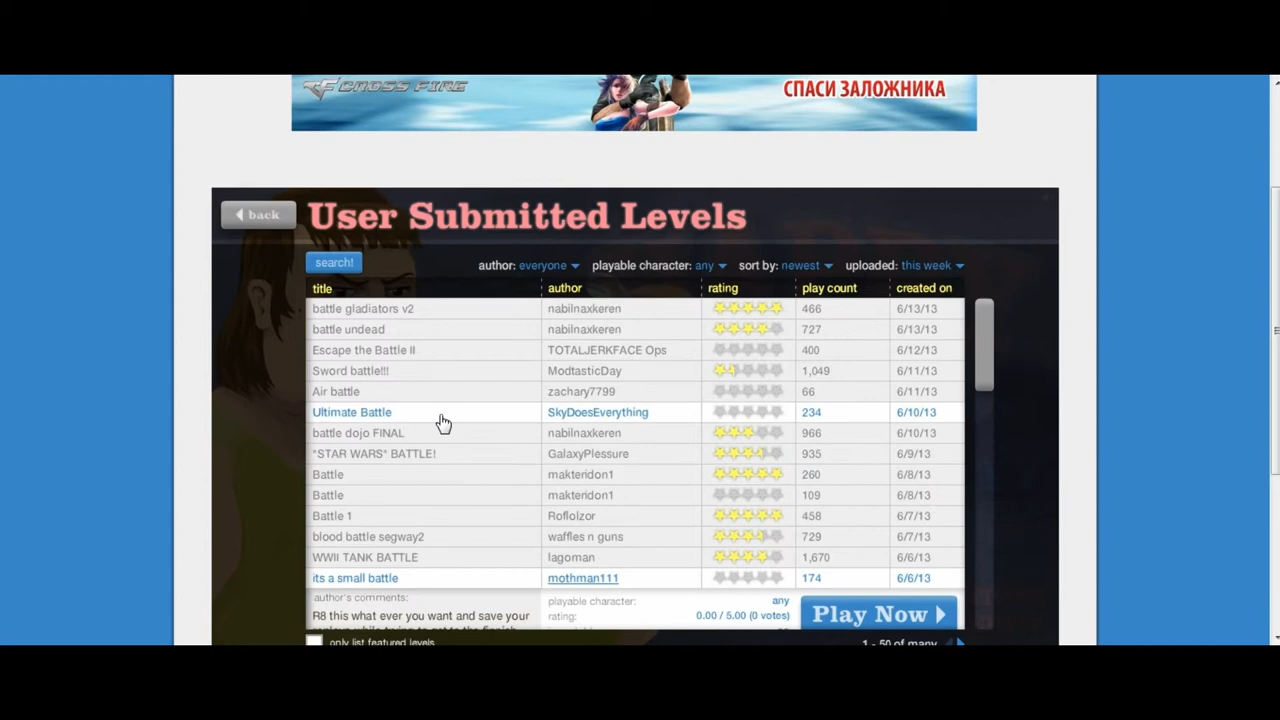 CROSS FIRE
СПАСИ ЗАЛОЖНИКА
back
User Submitted Levels
search!
author: everyone playable character: any sort by: newest uploaded: this week
title author rating play count created on
battle gladiators v2 nabilnaxkeren 466 6/13/13
battle undead nabilnaxkeren 727 6/13/13
Escape the Battle II TOTALJERKFACE Ops 400 6/12/13
Sword battle!!! ModtasticDay 1,049 6/11/13
Air battle zachary7799 66 6/11/13
Ultimate Battle SkyDoesEverything 234 6/10/13
battle dojo FINAL nabilnaxkeren 966 6/10/13
"STAR WARS" BATTLE! GalaxyPlessure 935 6/9/13
Battle makteridon1 260 6/8/13
Battle makteridon1 109 6/8/13
Battle 1 Roflolzor 458 6/7/13
blood battle segway2 waffles n guns 729 6/7/13
WWII TANK BATTLE lagoman 1,670 6/6/13
its a small battle mothman111 174 6/6/13
author's comments:
R8 this what ever you want and save your
playable character: any
rating: 0.00 / 5.00 (0 votes)
Play Now
only list featured levels
1 - 50 of many